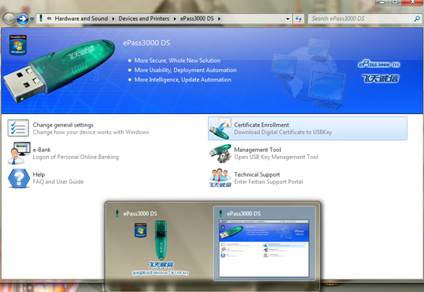 Hardware and Sound ▸ Devices and Printers ▸ ePass3000 DS
Search ePass3000 DS
ePass3000 DS
More Secure, Whole New Solution
More Usability, Deployment Automation
More Intelligence, Update Automation
飞天诚信
ePass3000 DS
飞天诚信
Change general settings
Change how your device works with Windows
Certificate Enrollment
Download Digital Certificate to USBKey
e-Bank
Logon of Personal Online Banking
Management Tool
Open USB Key Management Tool
Help
FAQ and User Guide
飞天诚信
Technical Support
Enter Feitian Support Portal
ePass3000 DS
ePass3000 DS